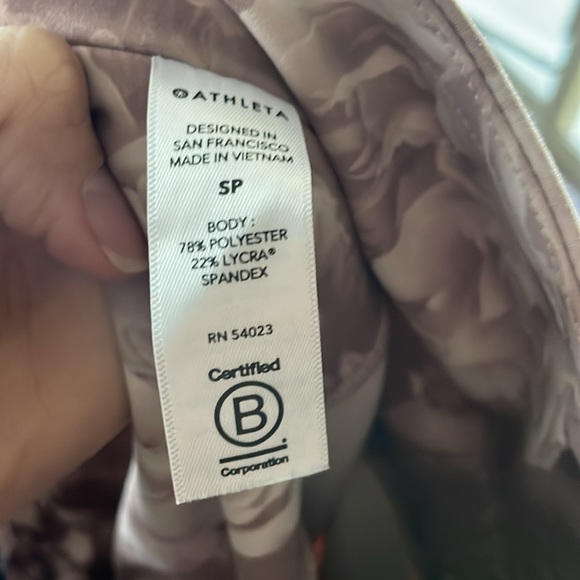 ATHLETA
DESIGNED IN
SAN FRANCISCO
MADE IN VIETNAM
SP
BODY :
78% POLYESTER
22% LYCRA®
SPANDEX
RN 54023
Certified
B
Corporation